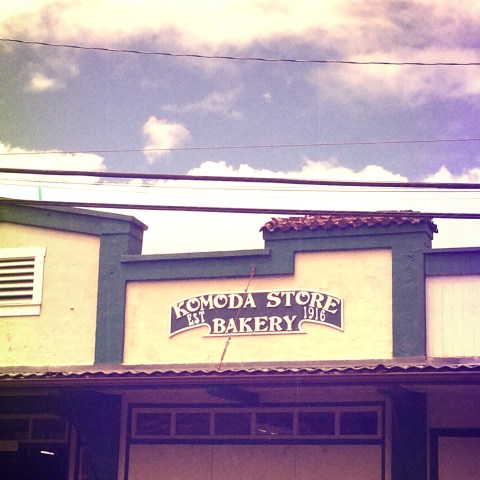 KOMODA STORE
EST 1916
BAKERY